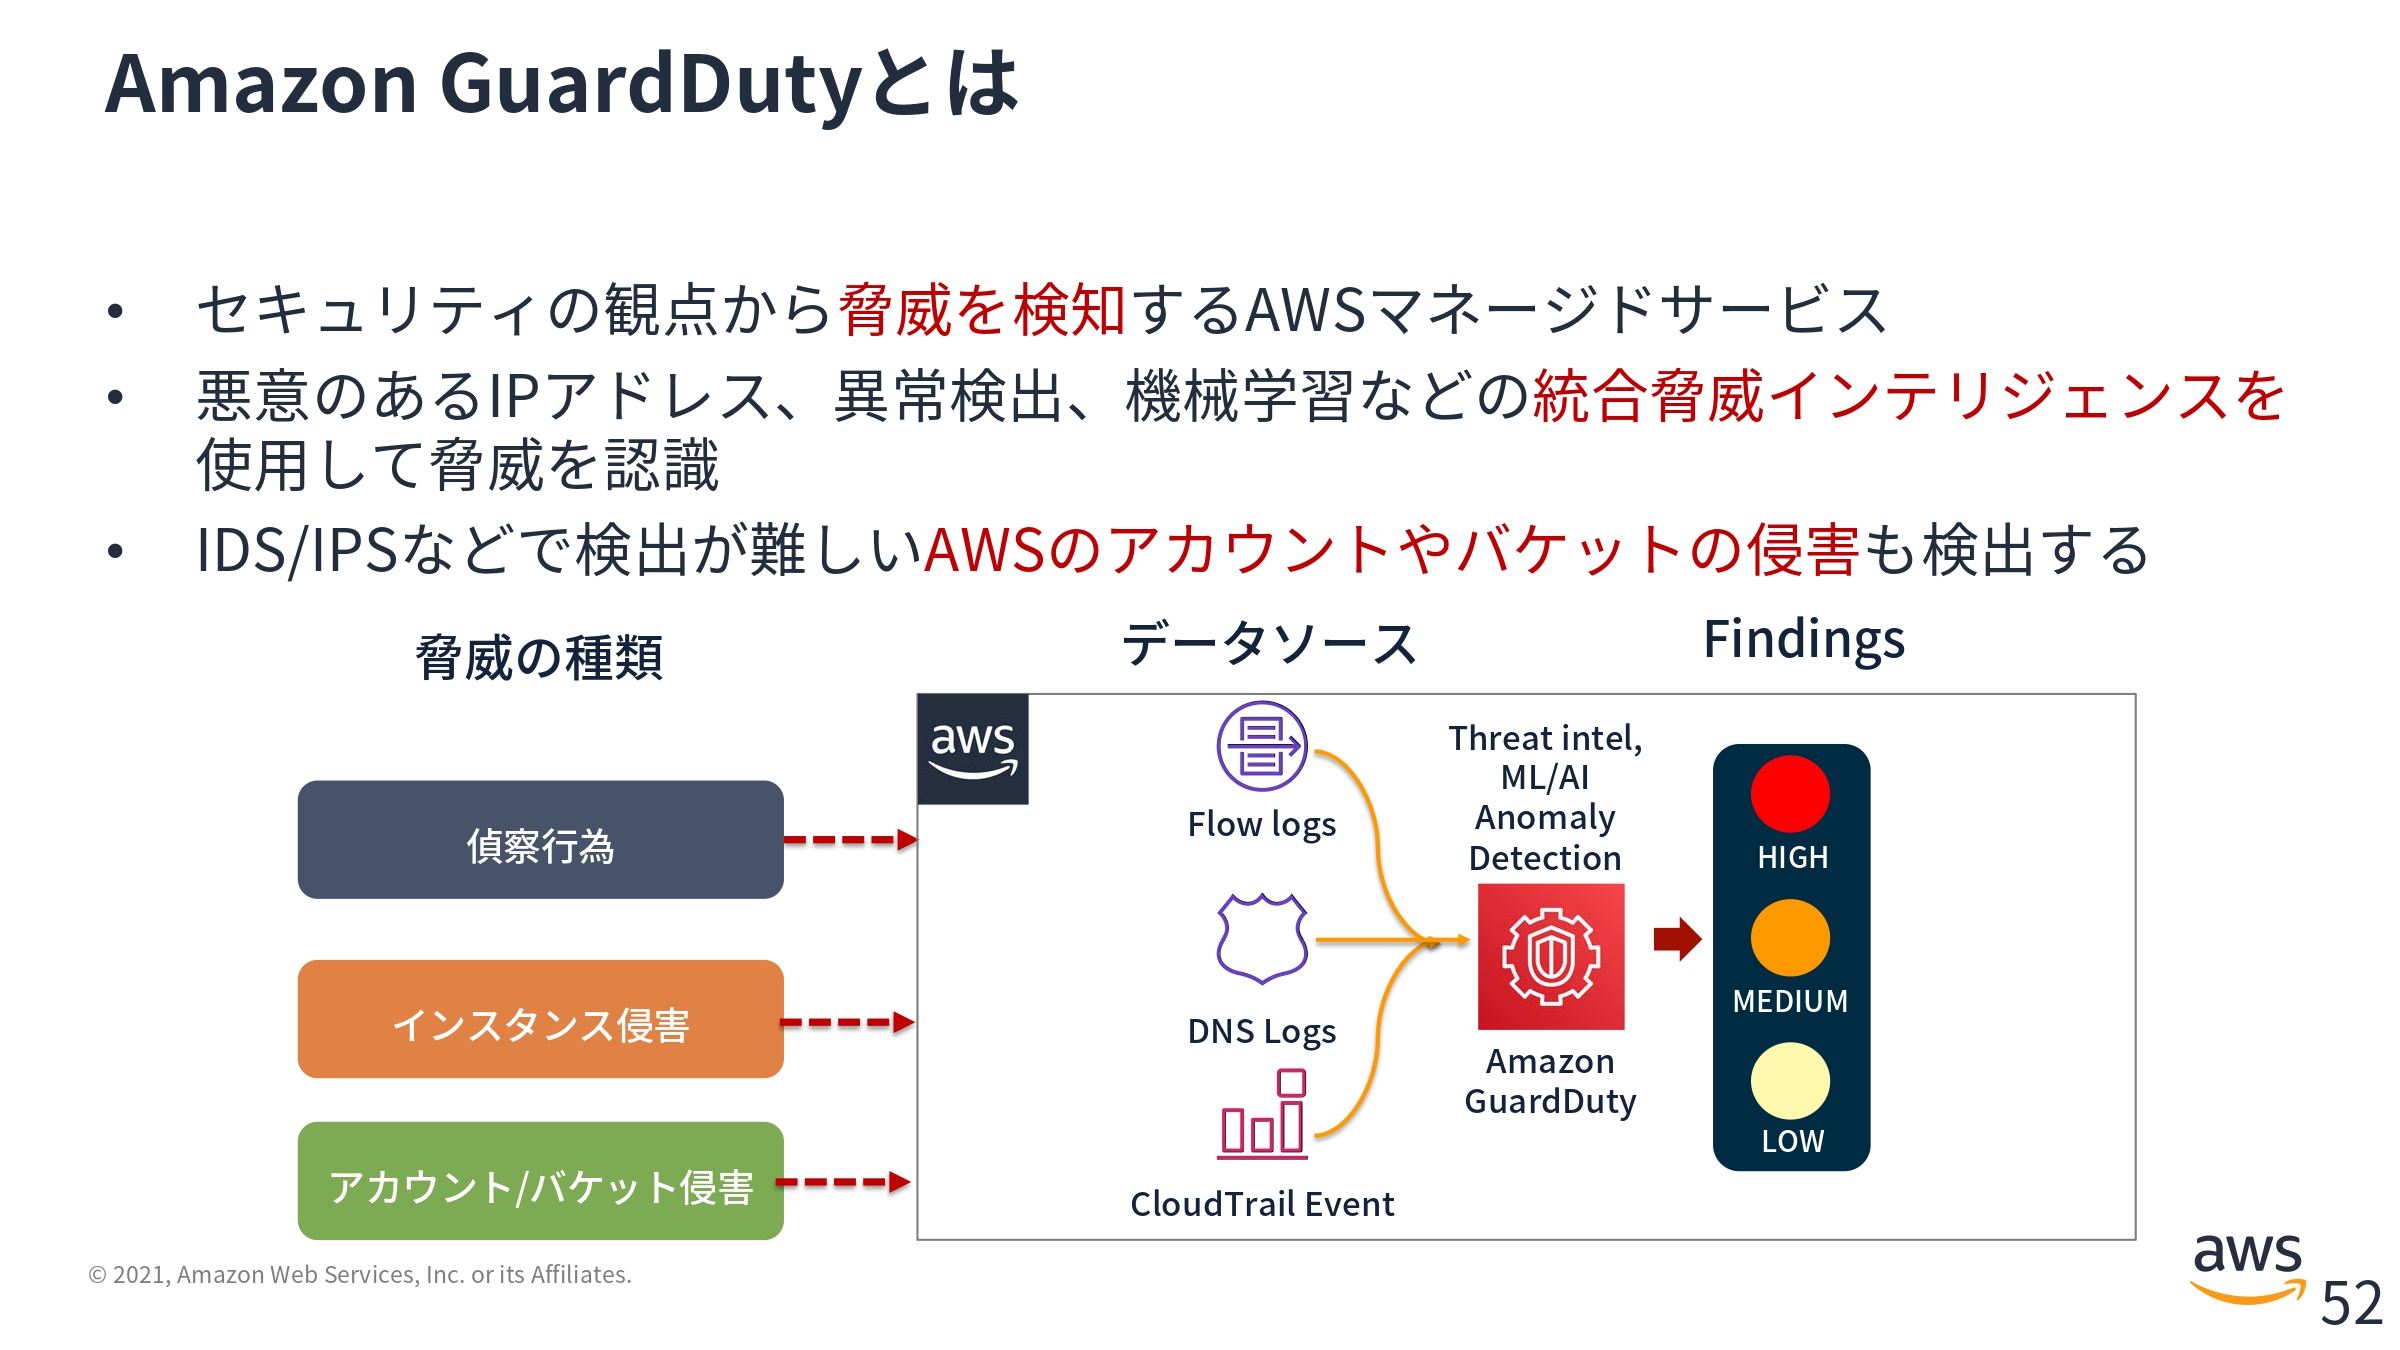 Amazon GuardDutyとは
• セキュリティの観点から脅威を検知するAWSマネージドサービス
• 悪意のあるIPアドレス、異常検出、機械学習などの統合脅威インテリジェンスを
使用して脅威を認識
• IDS/IPSなどで検出が難しいAWSのアカウントやバケットの侵害も検出する
脅威の種類
データソース
Findings
偵察行為
インスタンス侵害
アカウント/バケット侵害
aws
Flow logs
DNS Logs
CloudTrail Event
Threat intel,
ML/AI
Anomaly
Detection
Amazon
GuardDuty
HIGH
MEDIUM
LOW
© 2021, Amazon Web Services, Inc. or its Affiliates.
aws
52